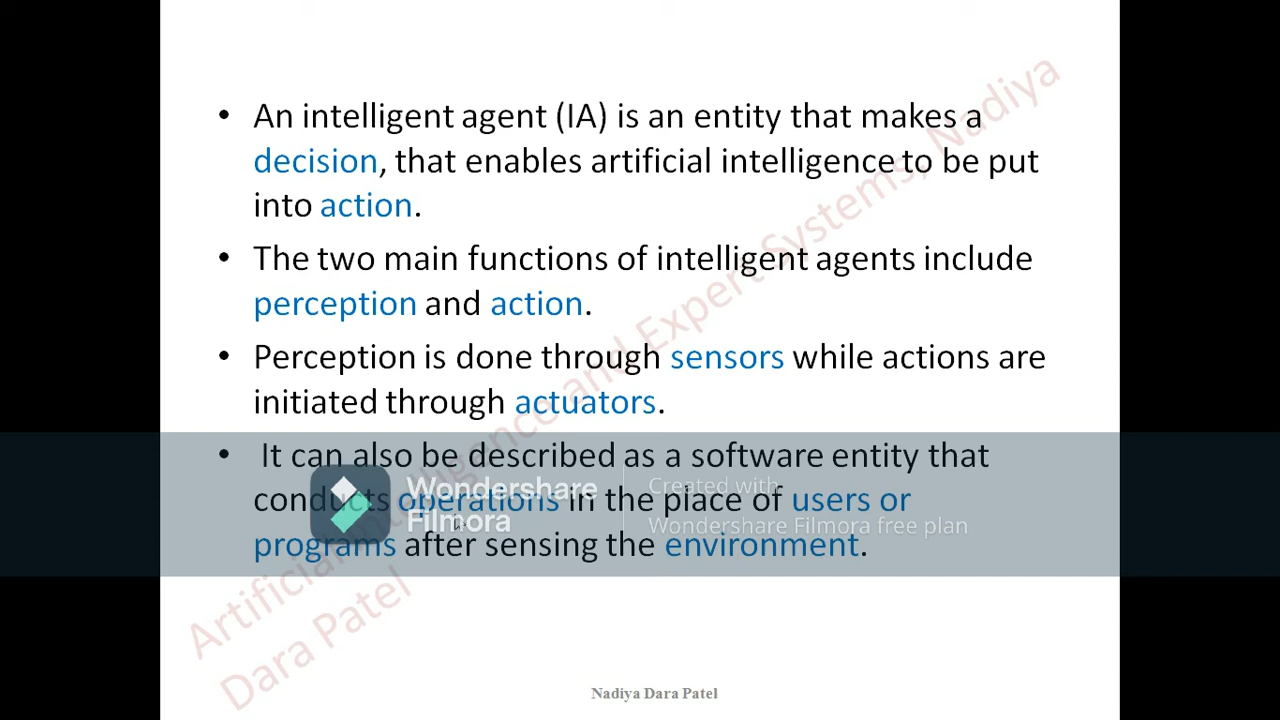 • An intelligent agent (IA) is an entity that makes a
decision, that enables artificial intelligence to be put
into action.
• The two main functions of intelligent agents include
perception and action.
• Perception is done through sensors while actions are
initiated through actuators.
• It can also be described as a software entity that
conducts operations in the place of users or
programs after sensing the environment.
Wondershare
Filmora
Created with
Wondershare Filmora free plan
Artificial Intelligence and Expert Systems, Nadiya
Dara Patel
Nadiya Dara Patel